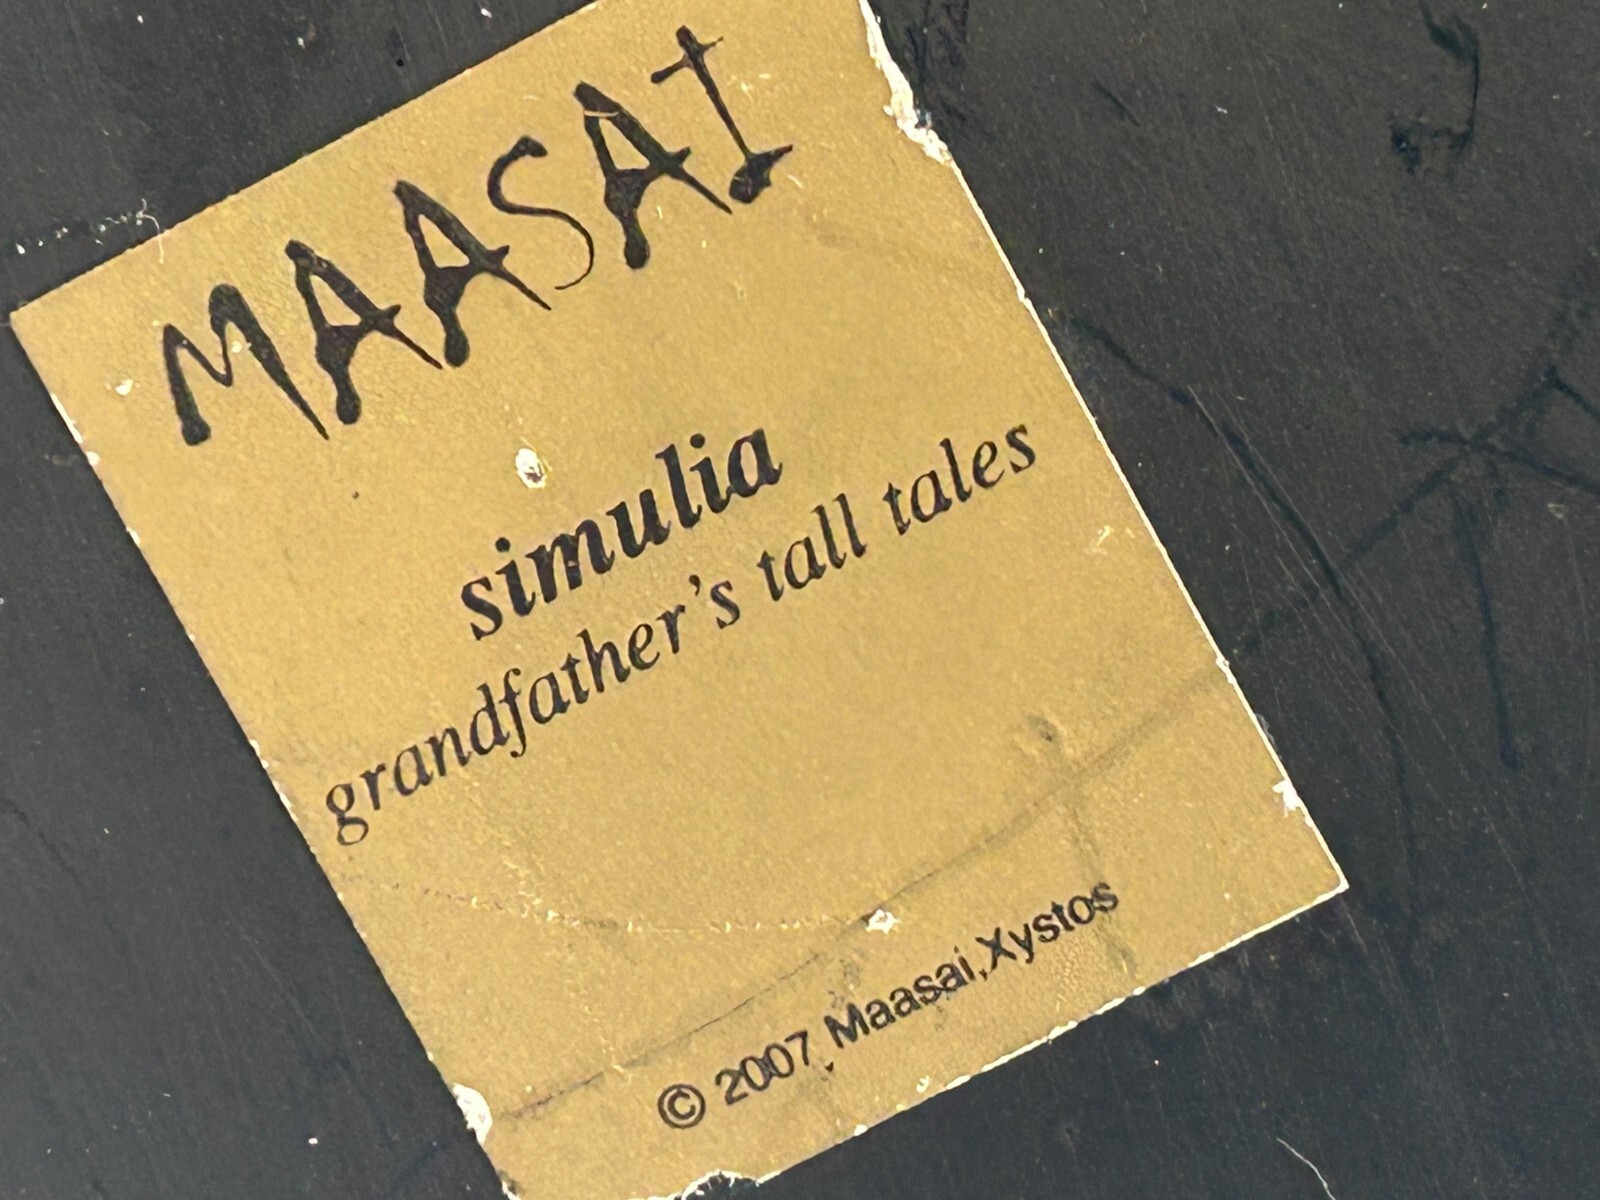 MAASAI
simulia
grandfather's tall tales
© 2007, Maasai,Xystos